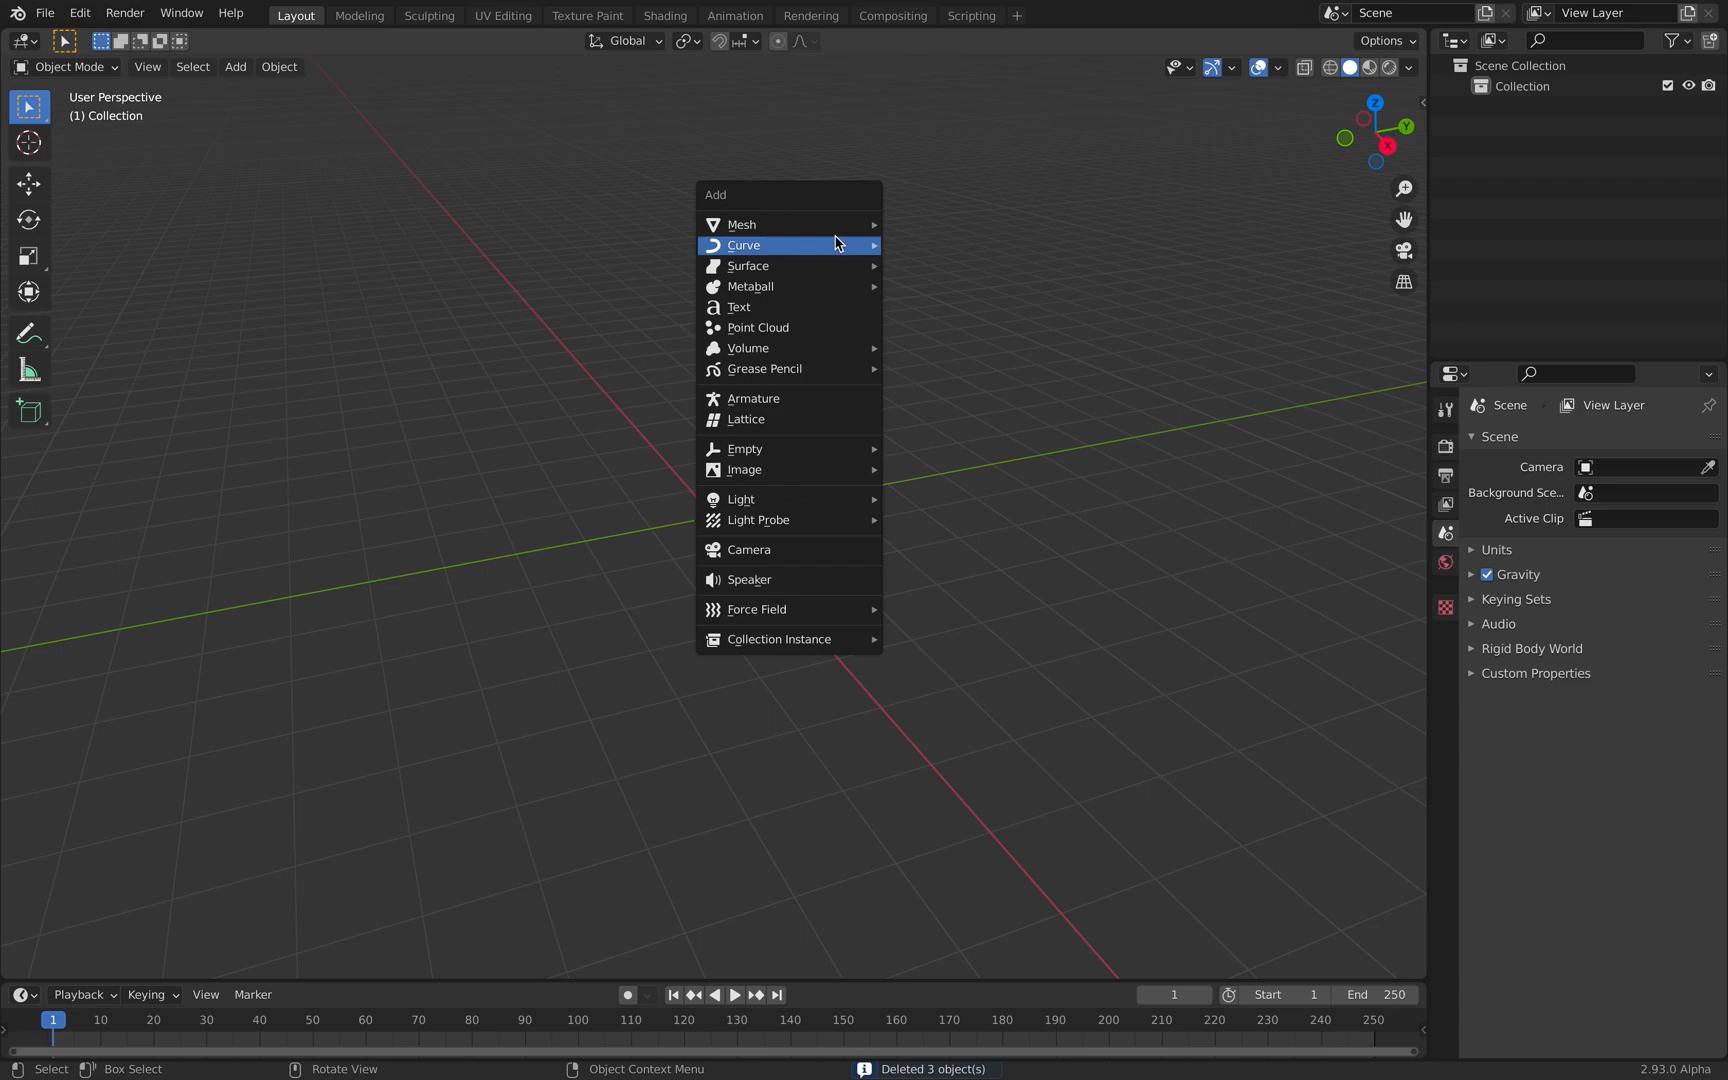 File Edit Render Window Help Layout Modeling Sculpting UV Editing Texture Paint Shading Animation Rendering Compositing Scripting + Scene View Layer
Global Options
Object Mode View Select Add Object
Scene Collection
Collection
User Perspective
(1) Collection
Z
Y
X
Add
Mesh
Curve
Surface
Metaball
Text
Point Cloud
Volume
Grease Pencil
Armature
Lattice
Empty
Image
Light
Light Probe
Camera
Speaker
Force Field
Collection Instance
Scene View Layer
Scene
Camera
Background Sce...
Active Clip
Units
Gravity
Keying Sets
Audio
Rigid Body World
Custom Properties
Playback Keying View Marker 1 Start 1 End 250
1 10 20 30 40 50 60 70 80 90 100 110 120 130 140 150 160 170 180 190 200 210 220 230 240 250
Select Box Select Rotate View Object Context Menu Deleted 3 object(s) 2.93.0 Alpha